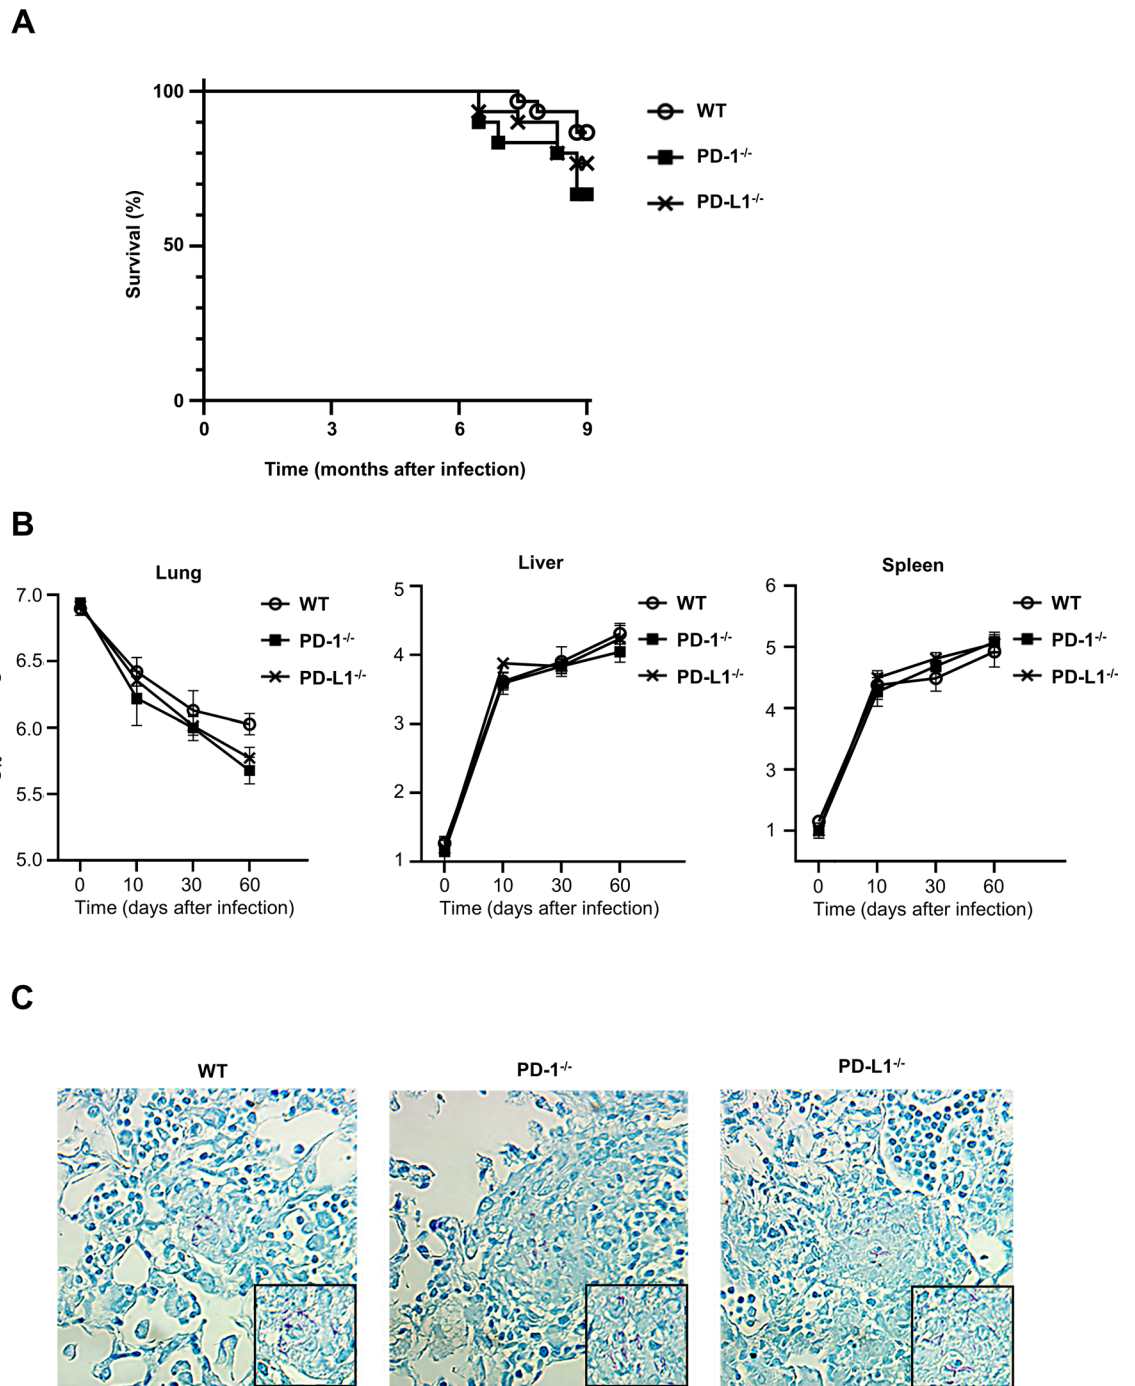 A
100
50
0
0 3 6 9
Survival (%)
Time (months after infection)
WT
PD-1-/-
PD-L1-/-
B
Lung
7.0
6.5
6.0
5.5
5.0
0 10 30 60
Time (days after infection)
WT
PD-1-/-
PD-L1-/-
Liver
5
4
3
2
1
0 10 30 60
Time (days after infection)
WT
PD-1-/-
PD-L1-/-
Spleen
6
5
4
3
1
0 10 30 60
Time (days after infection)
WT
PD-1-/-
PD-L1-/-
C
WT
PD-1-/-
PD-L1-/-